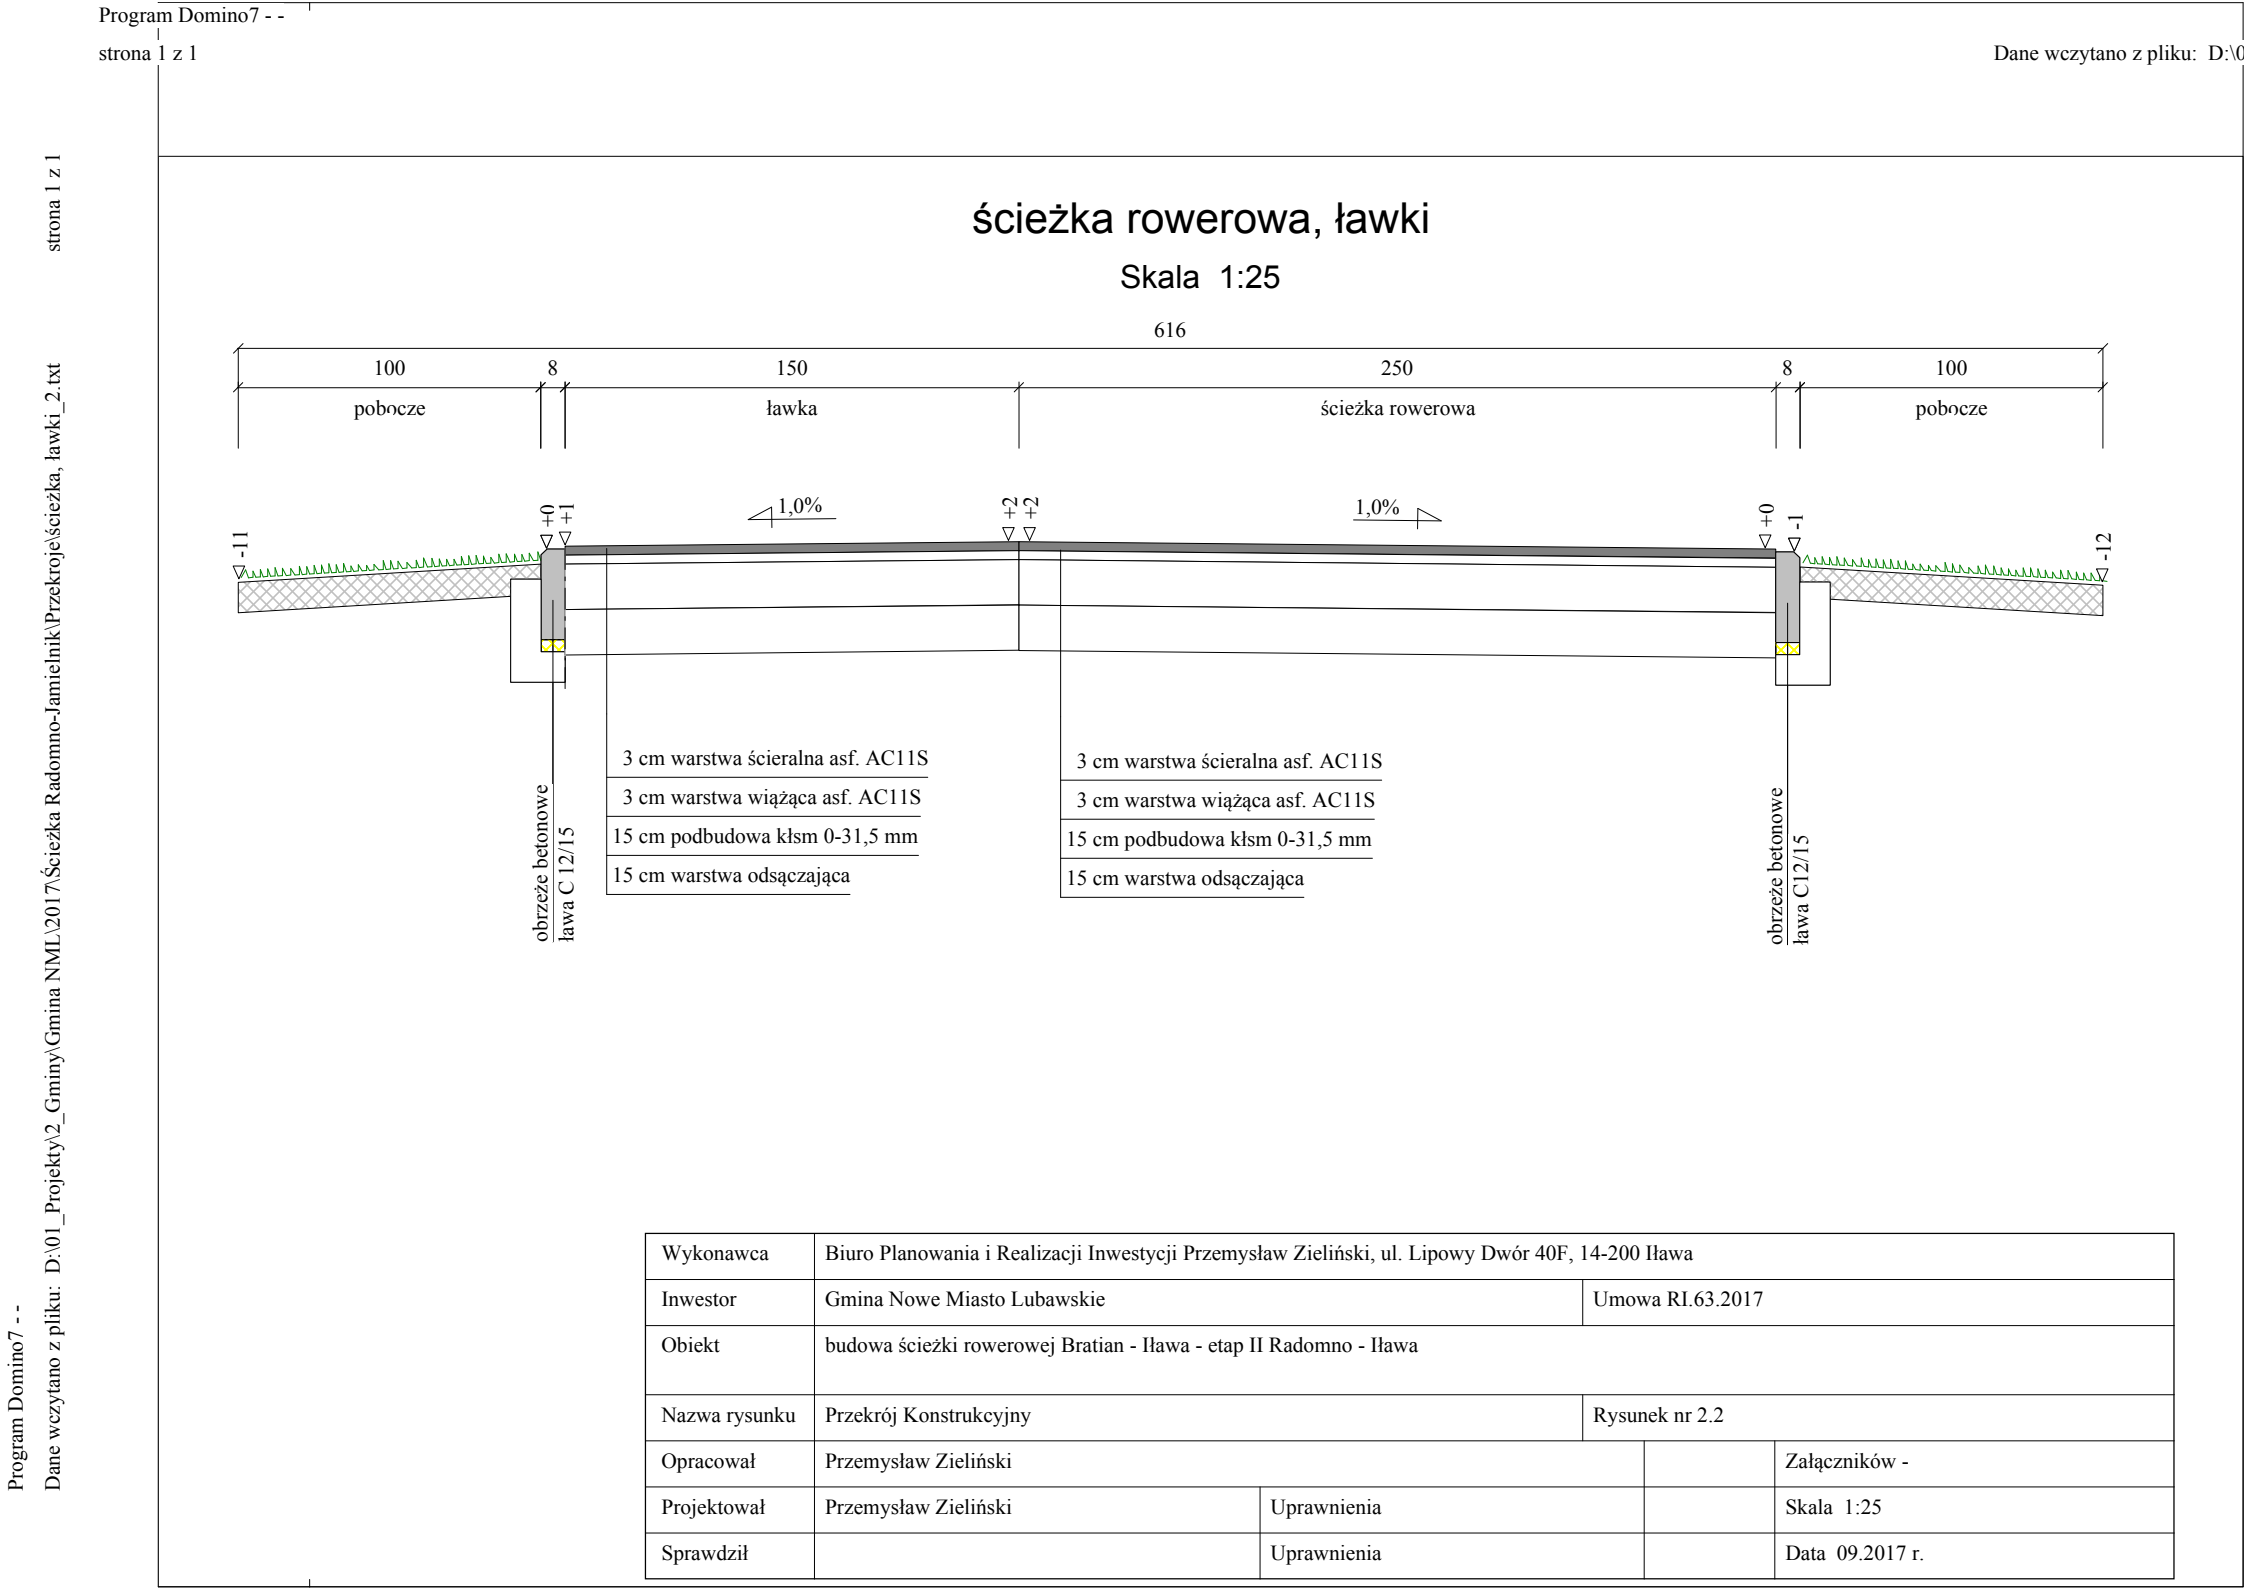 Program Domino7 - -
strona 1 z 1
Dane wczytano z pliku: D:\0
ścieżka rowerowa, ławki
Skala 1:25
616
100 8 150 250 8 100
pobocze ławka ścieżka rowerowa pobocze
-11 +0 +1 1,0% +2 +2 1,0% +0 -1 -12
3 cm warstwa ścieralna asf. AC11S
3 cm warstwa wiążąca asf. AC11S
15 cm podbudowa kłsm 0-31,5 mm
15 cm warstwa odsączająca
3 cm warstwa ścieralna asf. AC11S
3 cm warstwa wiążąca asf. AC11S
15 cm podbudowa kłsm 0-31,5 mm
15 cm warstwa odsączająca
obrzeże betonowe
ława C 12/15
obrzeże betonowe
ława C12/15
Wykonawca Biuro Planowania i Realizacji Inwestycji Przemysław Zieliński, ul. Lipowy Dwór 40F, 14-200 Iława
Inwestor Gmina Nowe Miasto Lubawskie Umowa RI.63.2017
Obiekt budowa ścieżki rowerowej Bratian - Iława - etap II Radomno - Iława
Nazwa rysunku Przekrój Konstrukcyjny Rysunek nr 2.2
Opracował Przemysław Zieliński Załączników -
Projektował Przemysław Zieliński Uprawnienia Skala 1:25
Sprawdził Uprawnienia Data 09.2017 r.
Program Domino7 - -
Dane wczytano z pliku: D:\01_Projekty\2_Gminy\Gmina NML\2017\Ścieżka Radomno-Jamielnik\Przekroje\ścieżka, ławki_2.txt strona 1 z 1